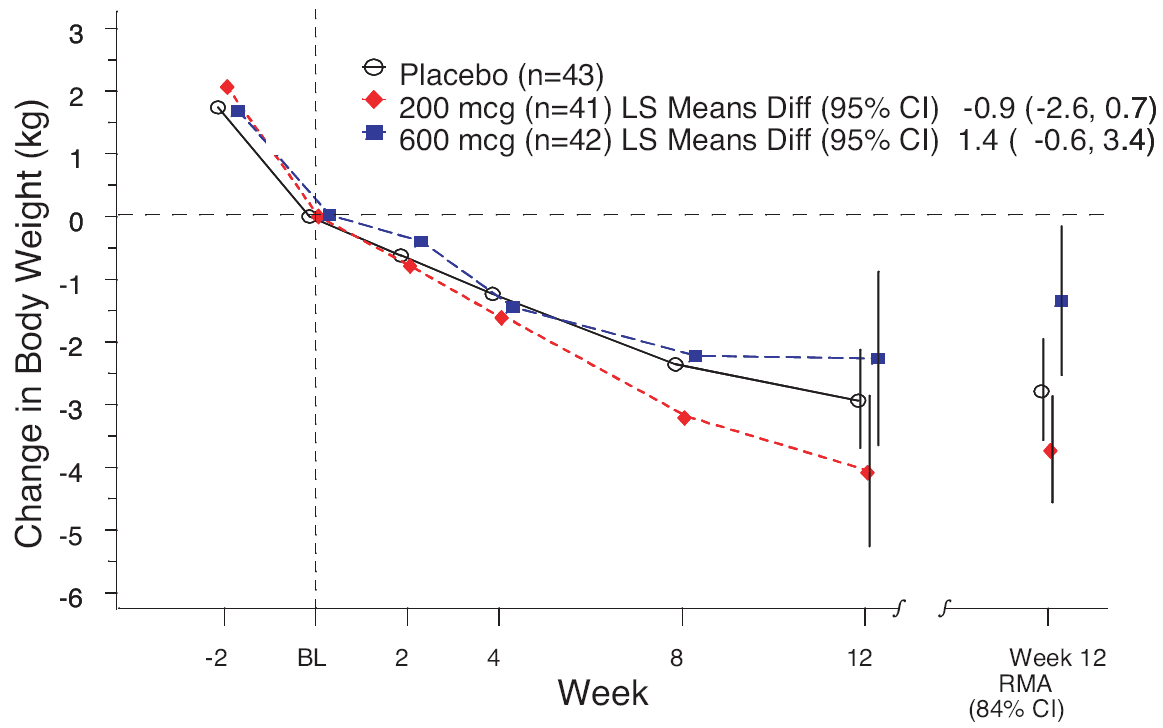 3
2
1
0
-1
-2
-3
-4
-5
-6
Change in Body Weight (kg)
Placebo (n=43)
200 mcg (n=41) LS Means Diff (95% CI) -0.9 (-2.6, 0.7)
600 mcg (n=42) LS Means Diff (95% CI) 1.4 ( -0.6, 3.4)
-2 BL 2 4 8 12 Week 12
RMA
(84% CI)
Week